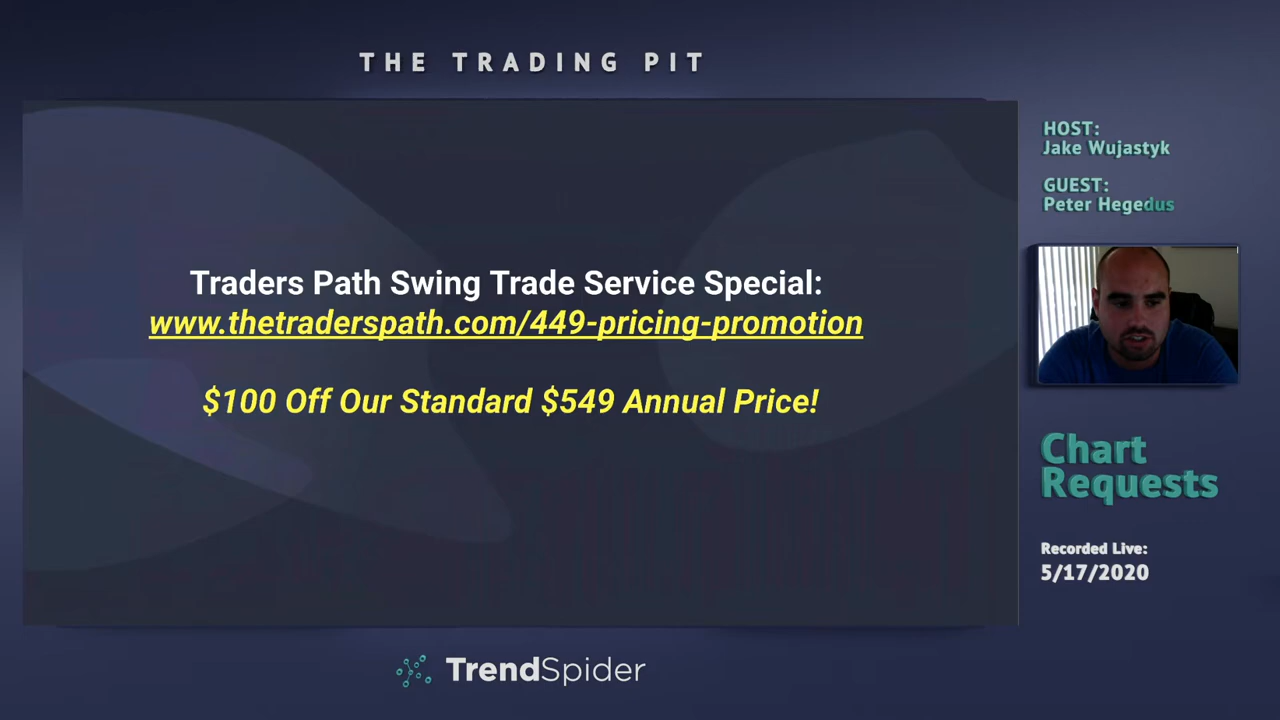 THE TRADING PIT
HOST:
Jake Wujastyk
GUEST:
Peter Hegedus
Traders Path Swing Trade Service Special:
www.thetraderspath.com/449-pricing-promotion
$100 Off Our Standard $549 Annual Price!
Chart
Requests
Recorded Live:
5/17/2020
TrendSpider